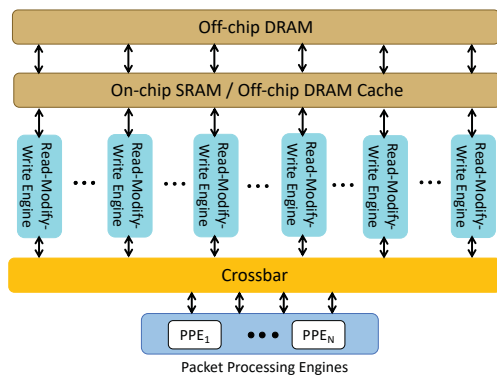 Off-chip DRAM
On-chip SRAM / Off-chip DRAM Cache
Read-Modify-
Write Engine
Read-Modify-
Write Engine
Read-Modify-
Write Engine
Read-Modify-
Write Engine
Read-Modify-
Write Engine
Read-Modify-
Write Engine
Crossbar
PPE1 ••• PPEN
Packet Processing Engines